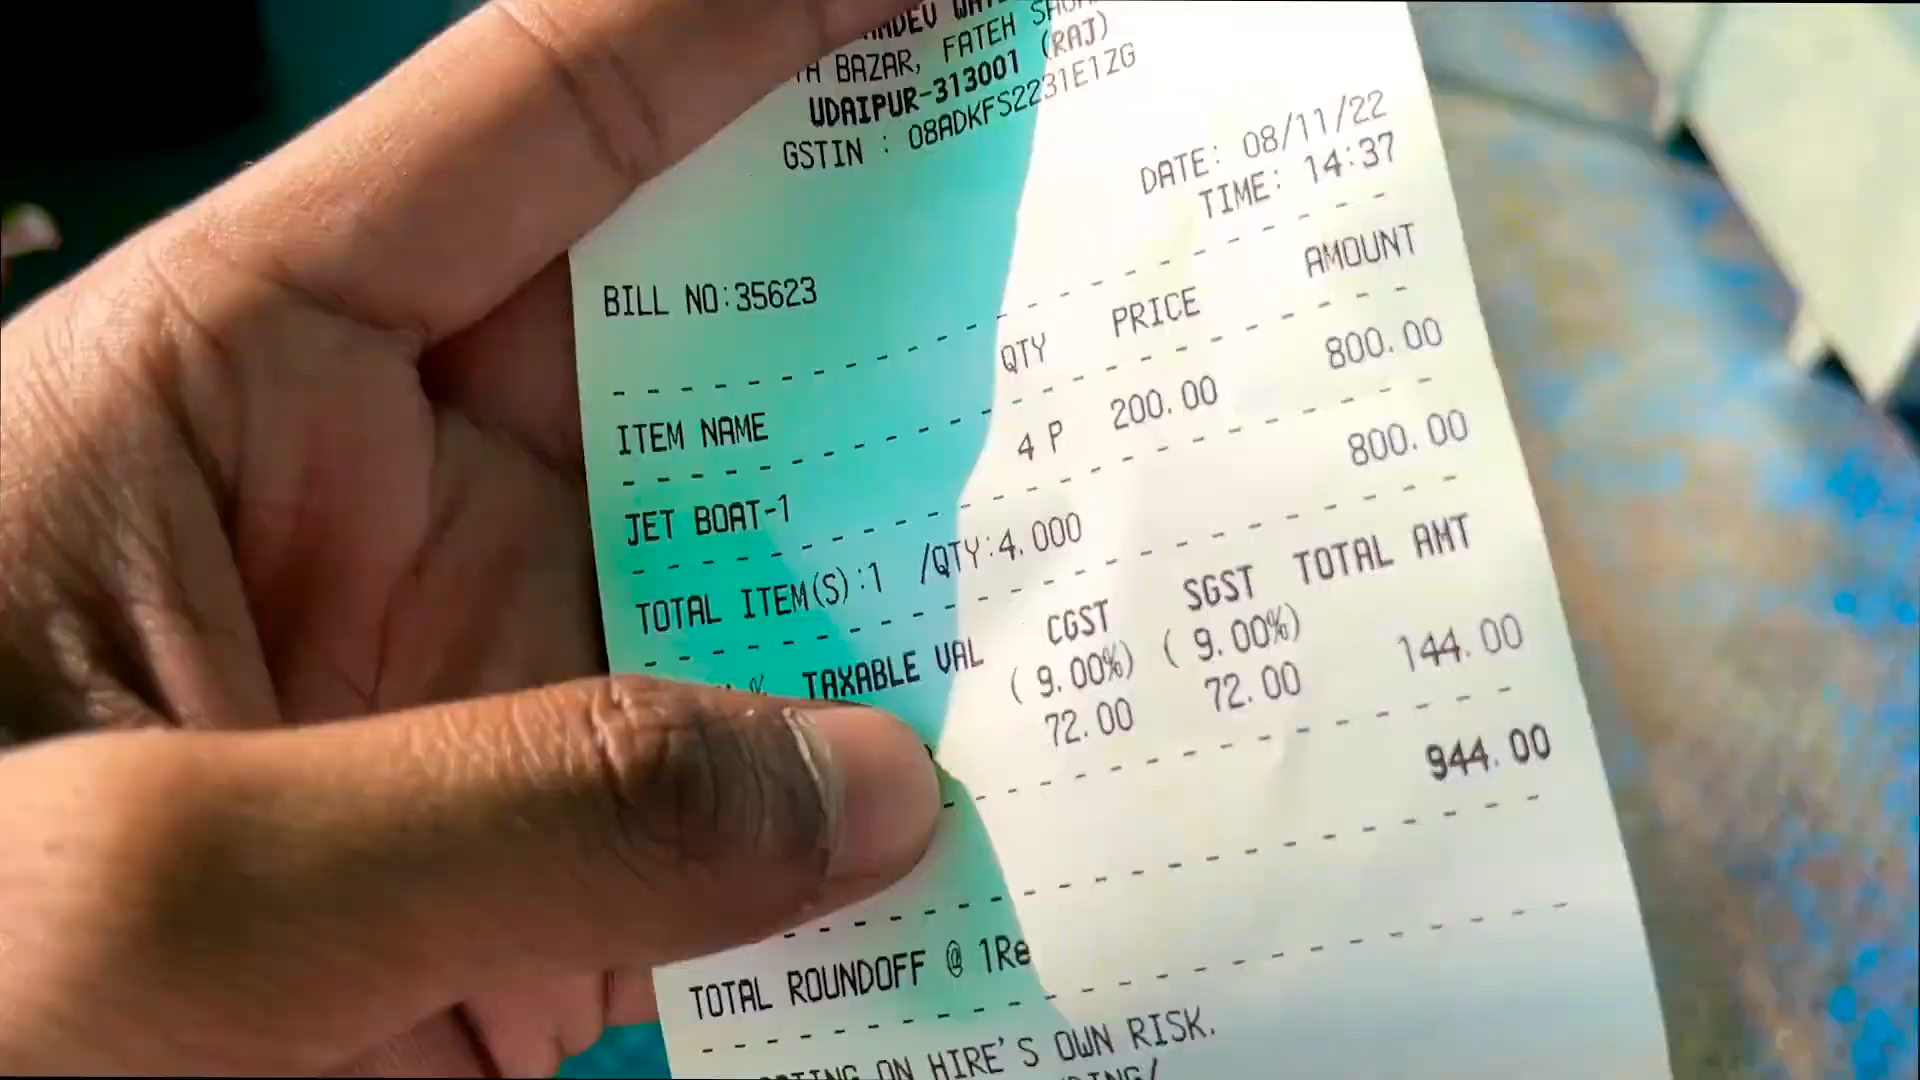 BAZAR, FATEH
UDAIPUR-313001 (RAJ)
GSTIN : 08ADKFS2231E1ZG
DATE: 08/11/22
BILL NO:35623 TIME: 14:37
ITEM NAME QTY PRICE AMOUNT
JET BOAT-1 4 P 200.00 800.00
TOTAL ITEM(S):1 /QTY:4.000 800.00
% TAXABLE VAL CGST SGST TOTAL AMT
( 9.00%) ( 9.00%)
72.00 72.00 144.00
944.00
TOTAL ROUNDOFF @ 1Re
ON HIRE'S OWN RISK.